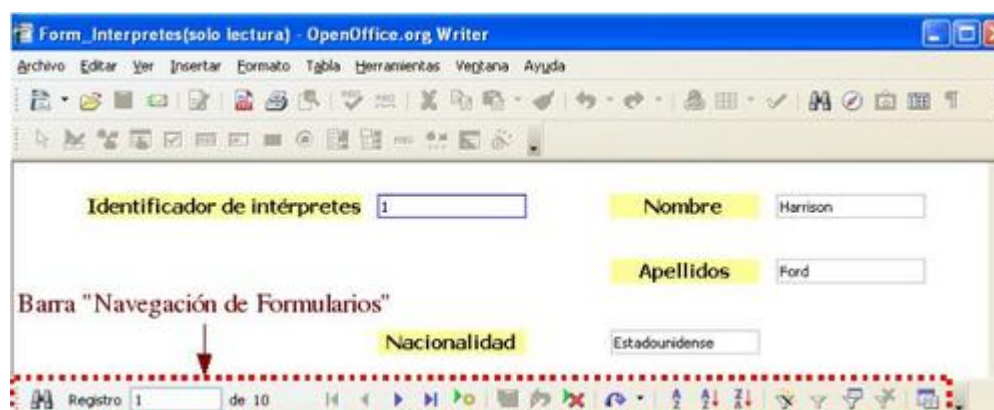 Form_Interpretes(solo lectura) - OpenOffice.org Writer
Archivo Editar Ver Insertar Formato Tabla Herramientas Ventana Ayuda
Identificador de intérpretes 1 Nombre Harrison
Apellidos Ford
Barra "Navegación de Formularios"
Nacionalidad Estadounidense
Registro 1 de 10